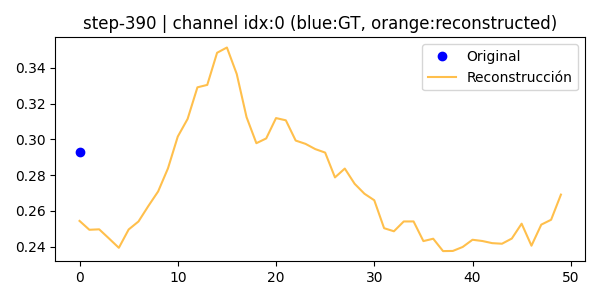 step-390 | channel idx:0 (blue:GT, orange:reconstructed)
Original
Reconstrucción
0.34
0.32
0.30
0.28
0.26
0.24
0 10 20 30 40 50